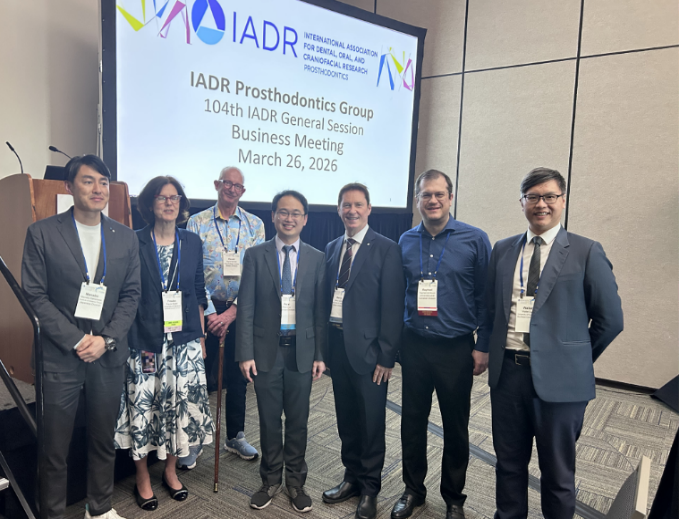 IADR
INTERNATIONAL ASSOCIATION
FOR DENTAL, ORAL, AND
CRANIOFACIAL RESEARCH
PROSTHODONTICS
IADR Prosthodontics Group
104th IADR General Session
Business Meeting
March 26, 2026